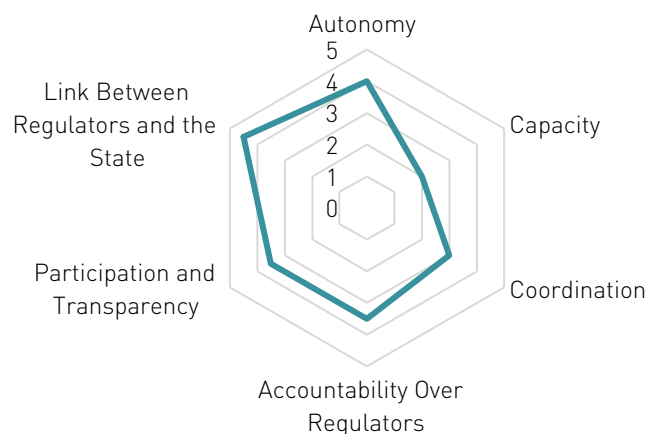 Autonomy
5
4
3
2
1
0
Link Between
Regulators and the
State
Capacity
Participation and
Transparency
Coordination
Accountability Over
Regulators